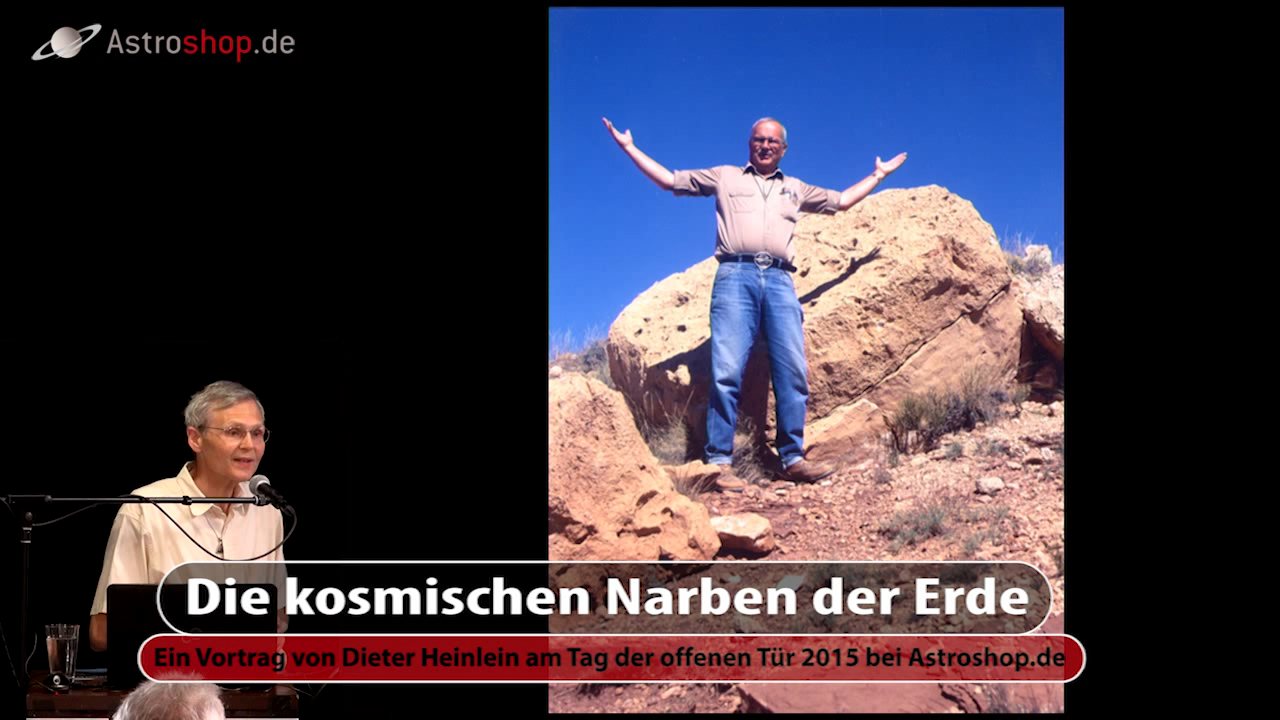 Astroshop.de
Die kosmischen Narben der Erde
Ein Vortrag von Dieter Heinlein am Tag der offenen Tür 2015 bei Astroshop.de